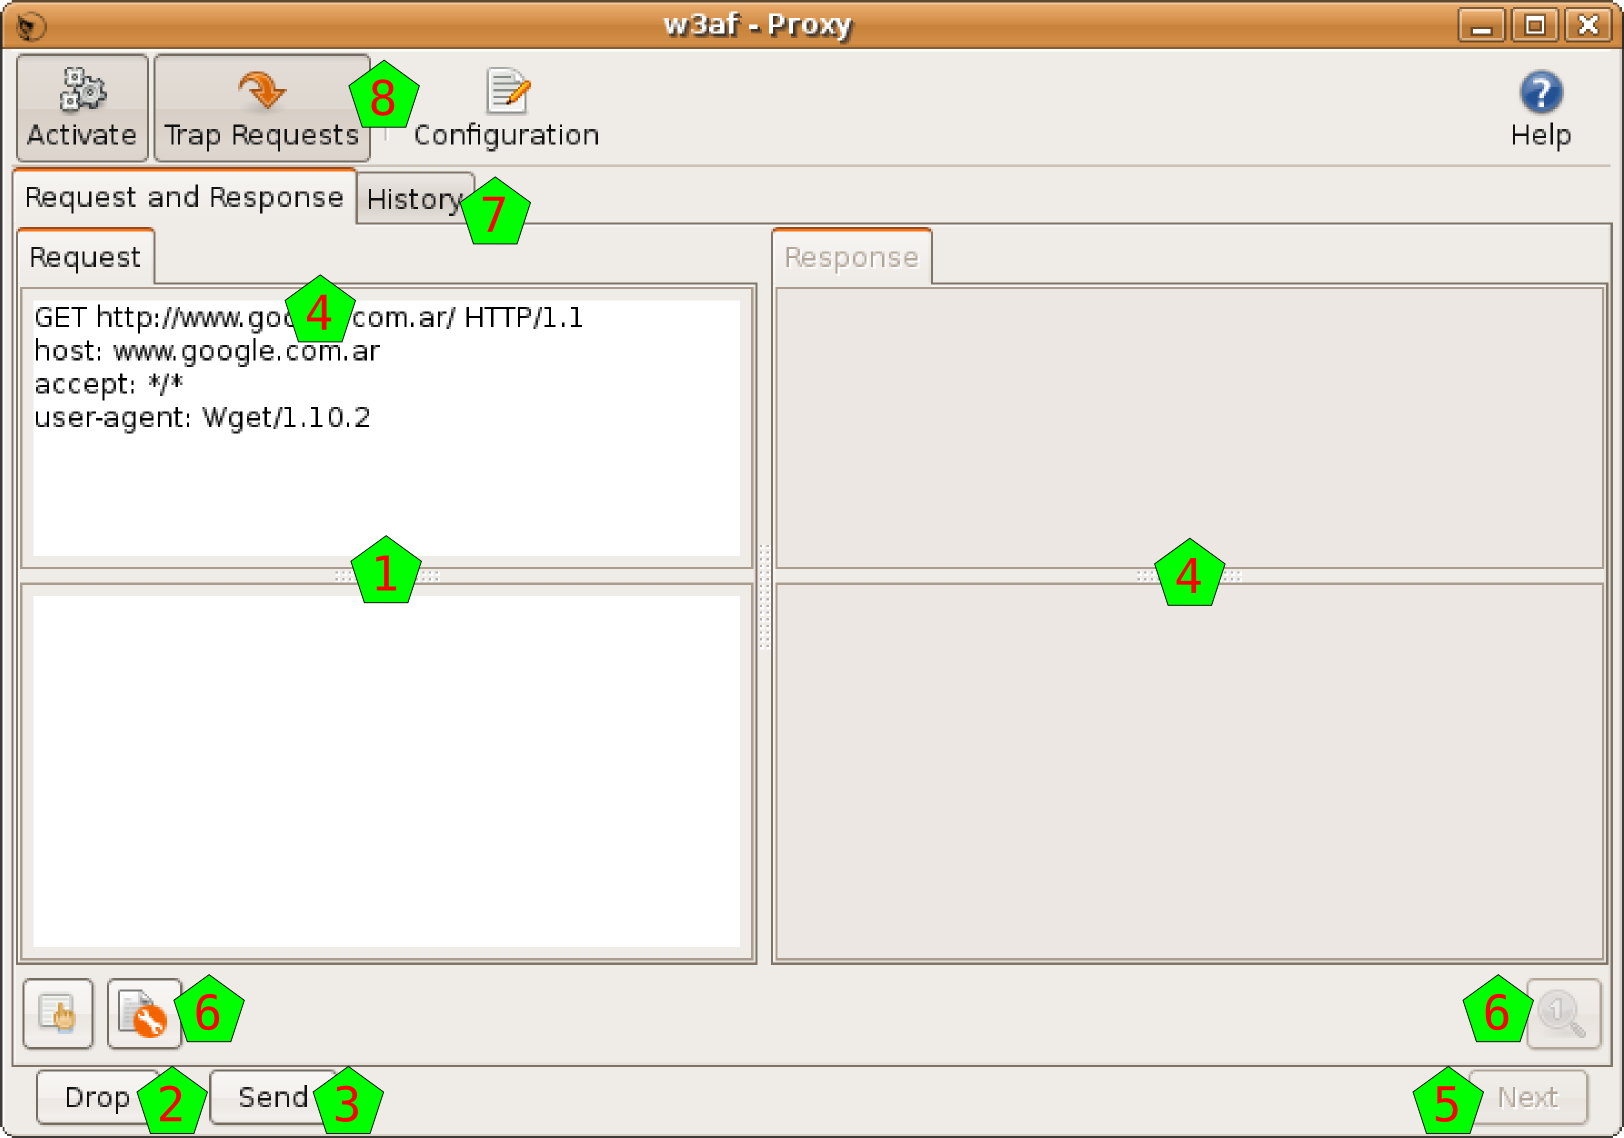 w3af - Proxy
Activate
Trap Requests
8
Configuration
Help
Request and Response
History
7
Request
Response
4
GET http://www.goo com.ar/ HTTP/1.1
host: www.google.com.ar
accept: */*
user-agent: Wget/1.10.2
1
4
6
6
1
Drop
2
Send
3
5
Next